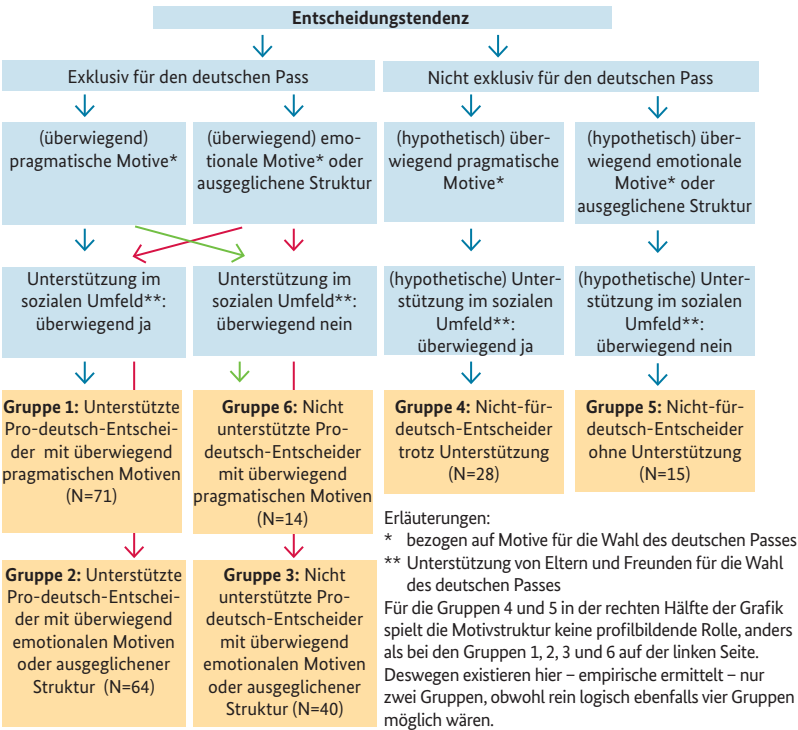 Entscheidungstendenz
Exklusiv für den deutschen Pass
Nicht exklusiv für den deutschen Pass
(überwiegend)
pragmatische Motive*
(überwiegend) emo-
tionale Motive* oder
ausgeglichene Struktur
(hypothetisch) über-
wiegend pragmatische
Motive*
(hypothetisch) über-
wiegend emotionale
Motive* oder
ausgeglichene Struktur
Unterstützung im
sozialen Umfeld**:
überwiegend ja
Unterstützung im
sozialen Umfeld**:
überwiegend nein
(hypothetische) Unter-
stützung im sozialen
Umfeld**:
überwiegend ja
(hypothetische) Unter-
stützung im sozialen
Umfeld**:
überwiegend nein
Gruppe 1: Unterstützte
Pro-deutsch-Entschei-
der mit überwiegend
pragmatischen Motiven
(N=71)
Gruppe 6: Nicht
unterstützte Pro-
deutsch-Entscheider
mit überwiegend
pragmatischen Motiven
(N=14)
Gruppe 4: Nicht-für-
deutsch-Entscheider
trotz Unterstützung
(N=28)
Gruppe 5: Nicht-für-
deutsch-Entscheider
ohne Unterstützung
(N=15)
Gruppe 2: Unterstützte
Pro-deutsch-Entschei-
der mit überwiegend
emotionalen Motiven
oder ausgeglichener
Struktur (N=64)
Gruppe 3: Nicht
unterstützte Pro-
deutsch-Entscheider
mit überwiegend
emotionalen Motiven
oder ausgeglichener
Struktur (N=40)
Erläuterungen:
* bezogen auf Motive für die Wahl des deutschen Passes
** Unterstützung von Eltern und Freunden für die Wahl
des deutschen Passes
Für die Gruppen 4 und 5 in der rechten Hälfte der Grafik
spielt die Motivstruktur keine profilbildende Rolle, anders
als bei den Gruppen 1, 2, 3 und 6 auf der linken Seite.
Deswegen existieren hier – empirische ermittelt – nur
zwei Gruppen, obwohl rein logisch ebenfalls vier Gruppen
möglich wären.